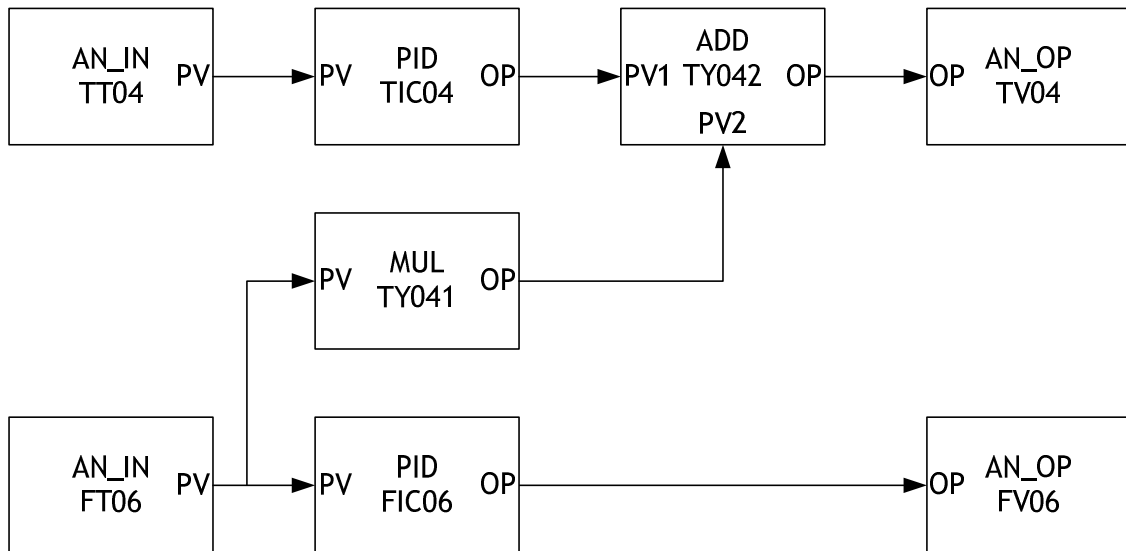 AN_IN
TT04
PV
PV
PID
TIC04
OP
PV1
ADD
TY042
PV2
OP
OP
AN_OP
TV04
PV
MUL
TY041
OP
AN_IN
FT06
PV
PV
PID
FIC06
OP
OP
AN_OP
FV06